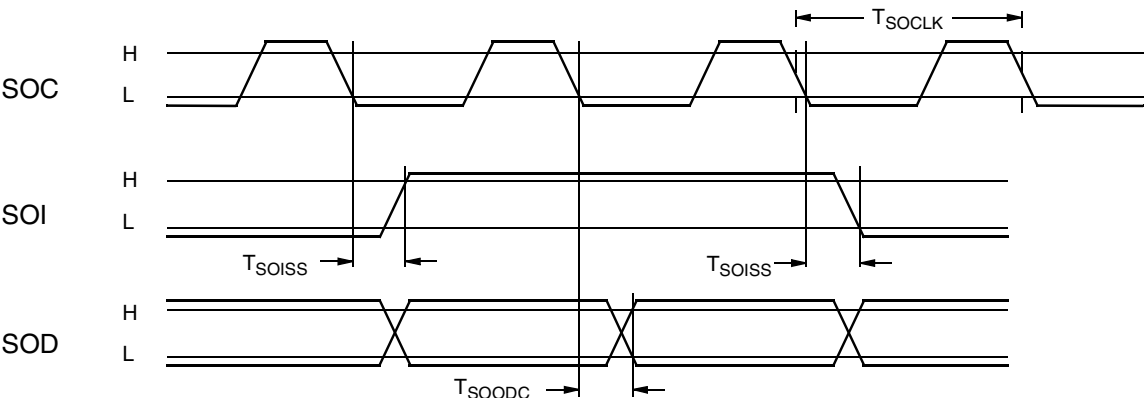 T_SOCLK
H
SOC
L
H
SOI
L
T_SOISS
T_SOISS
H
SOD
L
T_SOODC